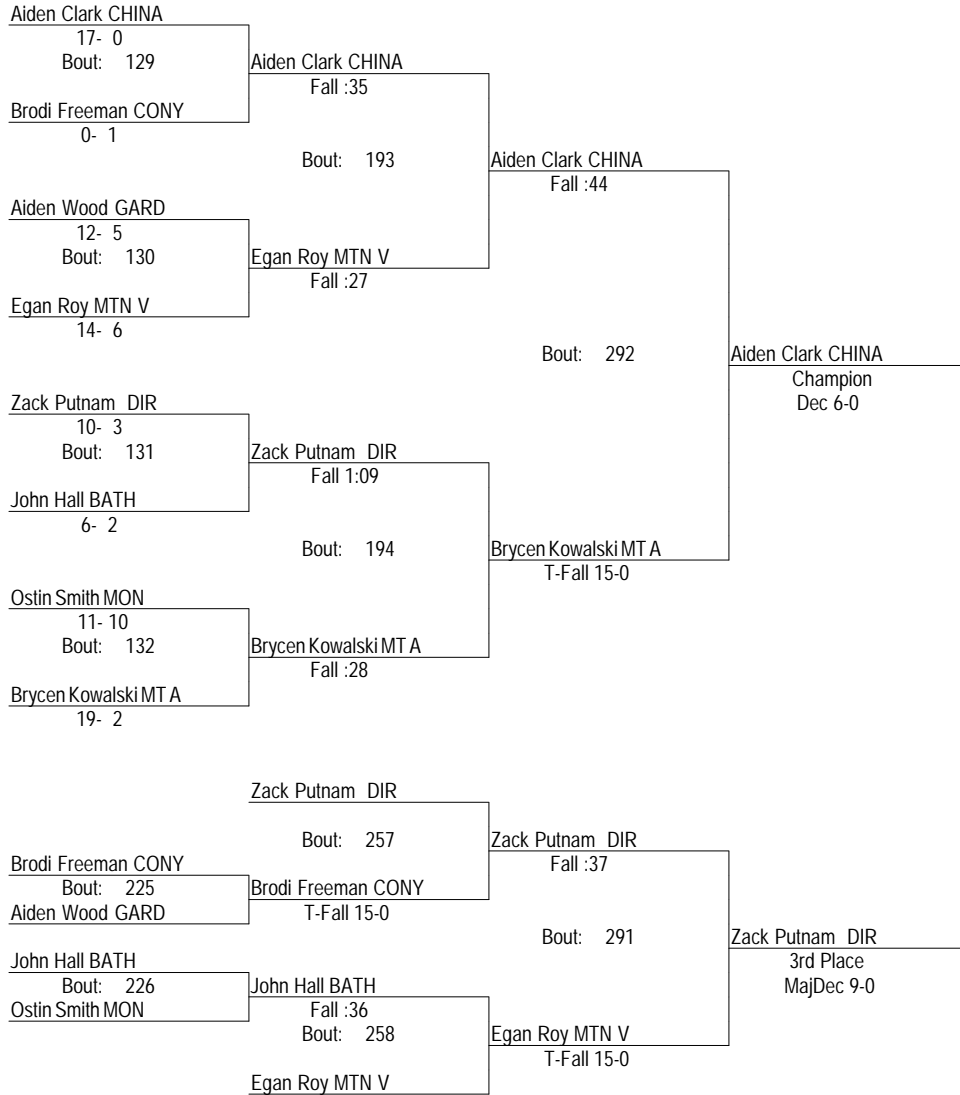 Aiden Clark CHINA
17- 0
Bout: 129
Aiden Clark CHINA
Fall :35
Brodi Freeman CONY
0- 1
Bout: 193
Aiden Clark CHINA
Fall :44
Aiden Wood GARD
12- 5
Bout: 130
Egan Roy MTN V
Fall :27
Egan Roy MTN V
14- 6
Bout: 292
Aiden Clark CHINA
Champion
Dec 6-0
Zack Putnam DIR
10- 3
Bout: 131
Zack Putnam DIR
Fall 1:09
John Hall BATH
6- 2
Bout: 194
Brycen Kowalski MT A
T-Fall 15-0
Ostin Smith MON
11- 10
Bout: 132
Brycen Kowalski MT A
Fall :28
Brycen Kowalski MT A
19- 2
Zack Putnam DIR
Bout: 257
Zack Putnam DIR
Fall :37
Brodi Freeman CONY
Bout: 225
Brodi Freeman CONY
Aiden Wood GARD
T-Fall 15-0
Bout: 291
Zack Putnam DIR
3rd Place
MajDec 9-0
John Hall BATH
Bout: 226
John Hall BATH
Ostin Smith MON
Fall :36
Bout: 258
Egan Roy MTN V
T-Fall 15-0
Egan Roy MTN V